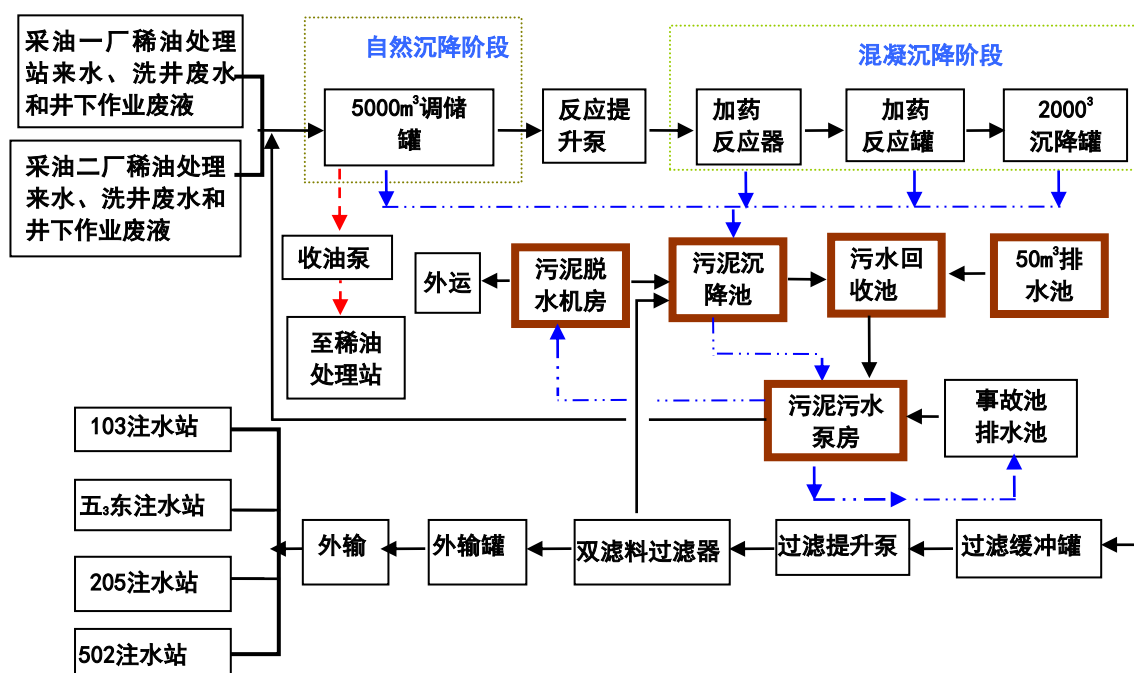 采油一厂稀油处理
站来水、洗井废水
和井下作业废液
采油二厂稀油处理
来水、洗井废水和
井下作业废液
自然沉降阶段
5000m³调储
罐
反应提
升泵
混凝沉降阶段
加药
反应器
加药
反应罐
2000³
沉降罐
收油泵
至稀油
处理站
外运
污泥脱
水机房
污泥沉
降池
污水回
收池
50m³排
水池
污泥污水
泵房
事故池
排水池
103注水站
五₃东注水站
205注水站
502注水站
外输
外输罐
双滤料过滤器
过滤提升泵
过滤缓冲罐